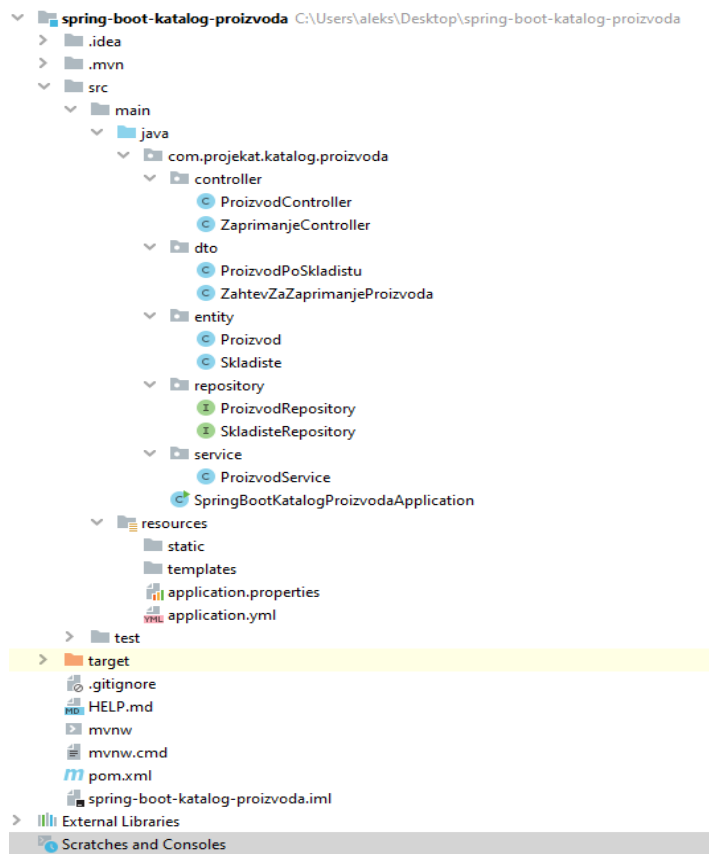 spring-boot-katalog-proizvoda C:\Users\aleks\Desktop\spring-boot-katalog-proizvoda
.idea
.mvn
src
main
java
com.projekat.katalog.proizvoda
controller
C ProizvodController
C ZaprimanjeController
dto
C ProizvodPoSkladistu
C ZahtevZaZaprimanjeProizvoda
entity
C Proizvod
C Skladiste
repository
I ProizvodRepository
I SkladisteRepository
service
C ProizvodService
C SpringBootKatalogProizvodaApplication
resources
static
templates
application.properties
YML application.yml
test
target
.gitignore
MD HELP.md
mvnw
mvnw.cmd
m pom.xml
spring-boot-katalog-proizvoda.iml
External Libraries
Scratches and Consoles